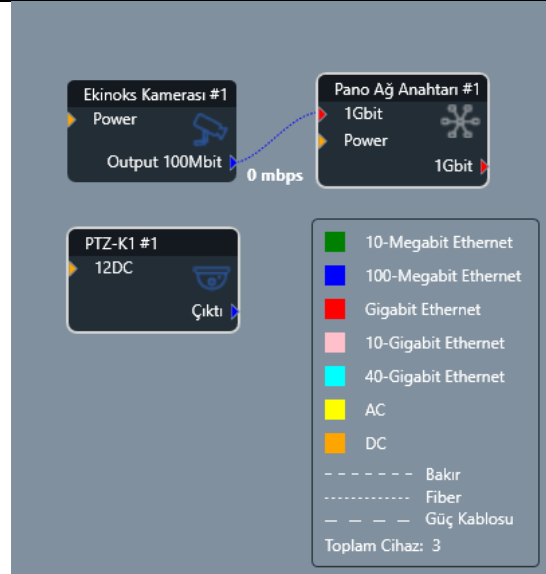 Ekinoks Kamerası #1
Power
Output 100Mbit
0 mbps
Pano Ağ Anahtarı #1
1Gbit
Power
1Gbit
PTZ-K1 #1
12DC
Çıktı
10-Megabit Ethernet
100-Megabit Ethernet
Gigabit Ethernet
10-Gigabit Ethernet
40-Gigabit Ethernet
AC
DC
Bakır
Fiber
Güç Kablosu
Toplam Cihaz: 3